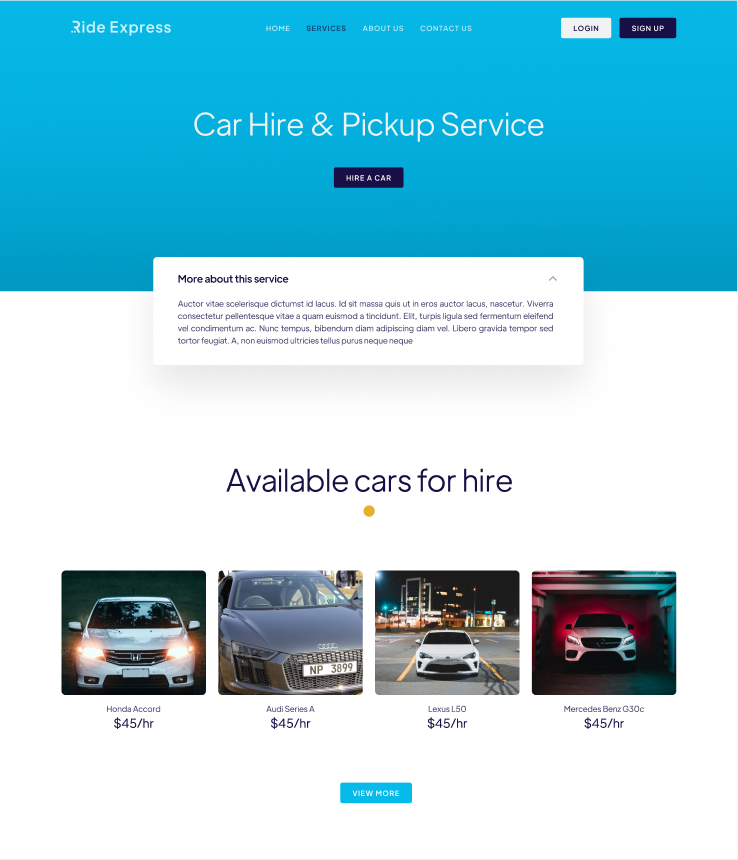 Ride Express
HOME SERVICES ABOUT US CONTACT US
LOGIN SIGN UP
Car Hire & Pickup Service
HIRE A CAR
More about this service
Auctor vitae scelerisque dictumst id lacus. Id sit massa quis ut in eros auctor lacus, nascetur. Viverra
consectetur pellentesque vitae a quam euismod a tincidunt. Elit, turpis ligula sed fermentum eleifend
vel condimentum ac. Nunc tempus, bibendum diam adipiscing diam vel. Libero gravida tempor sed
tortor feugiat. A, non euismod ultricies tellus purus neque neque
Available cars for hire
NP 3899
Honda Accord
$45/hr
Audi Series A
$45/hr
Lexus L50
$45/hr
Mercedes Benz G30c
$45/hr
VIEW MORE